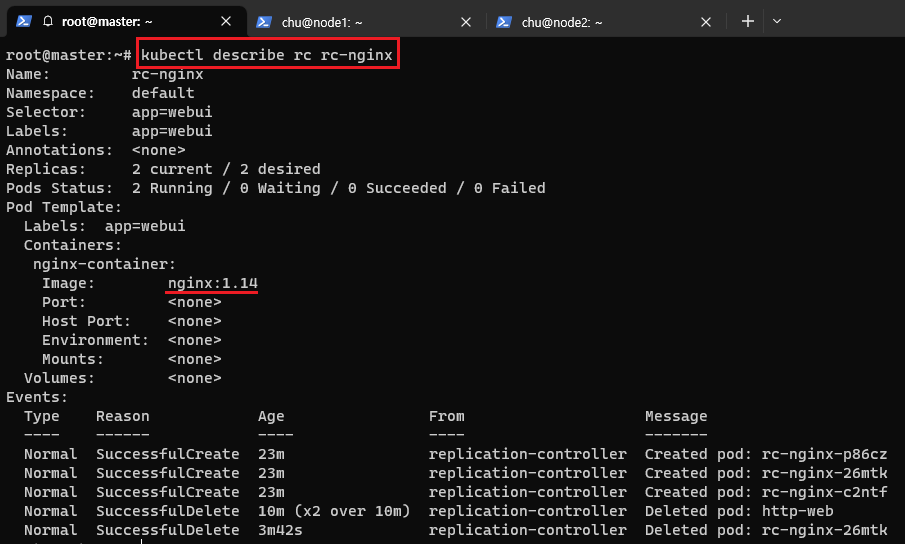 root@master: ~
chu@node1: ~
chu@node2: ~
root@master:~# kubectl describe rc rc-nginx
Name:         rc-nginx
Namespace:    default
Selector:     app=webui
Labels:       app=webui
Annotations:  <none>
Replicas:     2 current / 2 desired
Pods Status:  2 Running / 0 Waiting / 0 Succeeded / 0 Failed
Pod Template:
  Labels:  app=webui
  Containers:
   nginx-container:
    Image:        nginx:1.14
    Port:         <none>
    Host Port:    <none>
    Environment:  <none>
    Mounts:       <none>
  Volumes:        <none>
Events:
  Type    Reason            Age                 From                    Message
  ----    ------            ----                ----                    -------
  Normal  SuccessfulCreate  23m                 replication-controller  Created pod: rc-nginx-p86cz
  Normal  SuccessfulCreate  23m                 replication-controller  Created pod: rc-nginx-26mtk
  Normal  SuccessfulCreate  23m                 replication-controller  Created pod: rc-nginx-c2ntf
  Normal  SuccessfulDelete  10m (x2 over 10m)  replication-controller  Deleted pod: http-web
  Normal  SuccessfulDelete  3m42s               replication-controller  Deleted pod: rc-nginx-26mtk